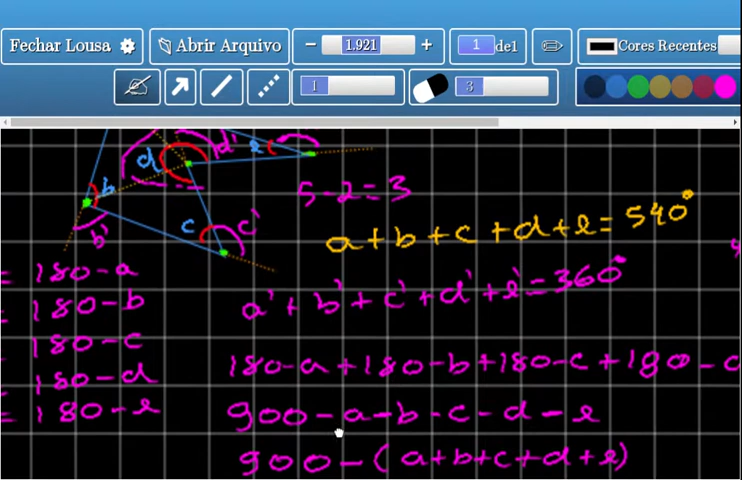 Fechar Lousa Abrir Arquivo − 1.921 + 1 de1 Cores Recentes
1 3
d d' e
b
b' c c'
5-2=3
a+b+c+d+e=540°
= 180-a
a'+b'+c'+d'+e'=360°
= 180-b
180-c
180-a+180-b+180-c+180-d
180-d
= 180-e
900-a-b-c-d-e
900-(a+b+c+d+e)